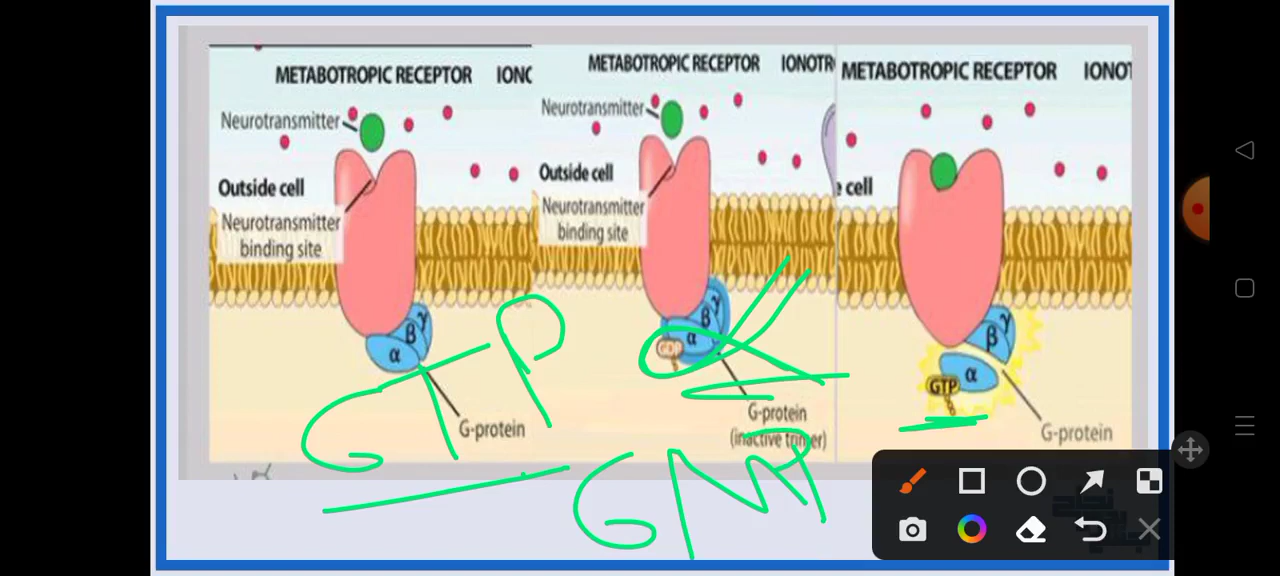 METABOTROPIC RECEPTOR IONC
Neurotransmitter
Outside cell
Neurotransmitter
binding site
γ
β
α
G-protein
METABOTROPIC RECEPTOR IONOTR
Neurotransmitter
Outside cell
Neurotransmitter
binding site
γ
β
α
GDP
G-protein
(inactive trimer)
METABOTROPIC RECEPTOR IONOT
e cell
γ
β
α
GTP
G-protein
GTP
GMP